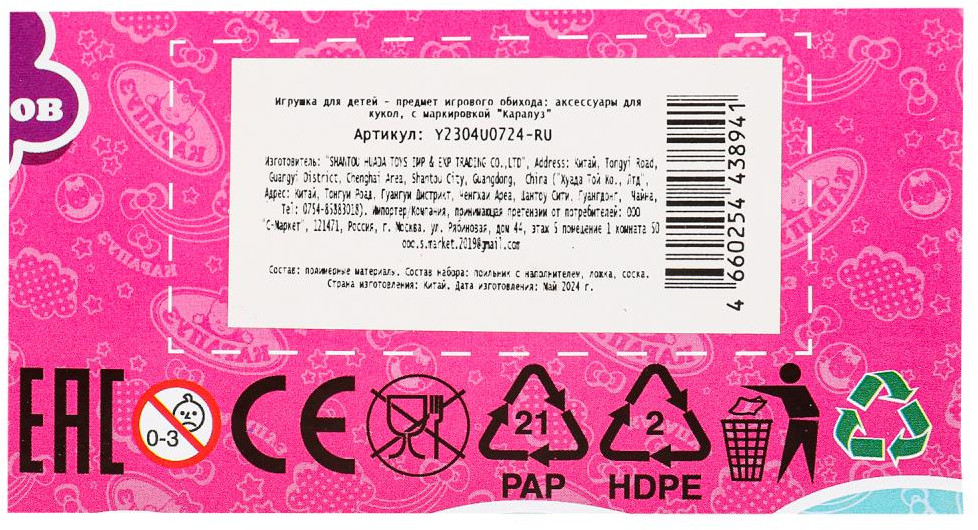 ОВ
Игрушка для детей - предмет игрового обихода: аксессуары для
кукол, с маркировкой "Карапуз"
Артикул: Y2304U0724-RU
Изготовитель: "SHANTOU HUADA TOYS IMP & EXP TRADING CO.,LTD", Address: Китай, Tongyi Road,
Guangyi District, Chenghai Area, Shantou City, Guangdong, China ("Хуада Той Ко., Лтд",
Адрес: Китай, Тонгуи Роад, Гуангуи Дистрикт, Ченгхаи Ареа, Шантоу Сити, Гуангдонг, Чайна,
Tel: 0754-85883018). Импортер/Компания, принимающая претензии от потребителей: ООО
"С-Маркет", 121471, Россия, г. Москва, ул. Рябиновая, дом 44, этаж 5 помещение 1 комната 50
ooo.s.market.2019@gmail.com
Состав: полимерные материалы. Состав набора: поильник с наполнителем, ложка, соска.
Страна изготовления: Китай. Дата изготовления: Май 2024 г.
4 660254 438941
КАРАПУЗ
КАРАПУЗ
КАРАПУЗ
EAC
0-3
CE
21
PAP
2
HDPE